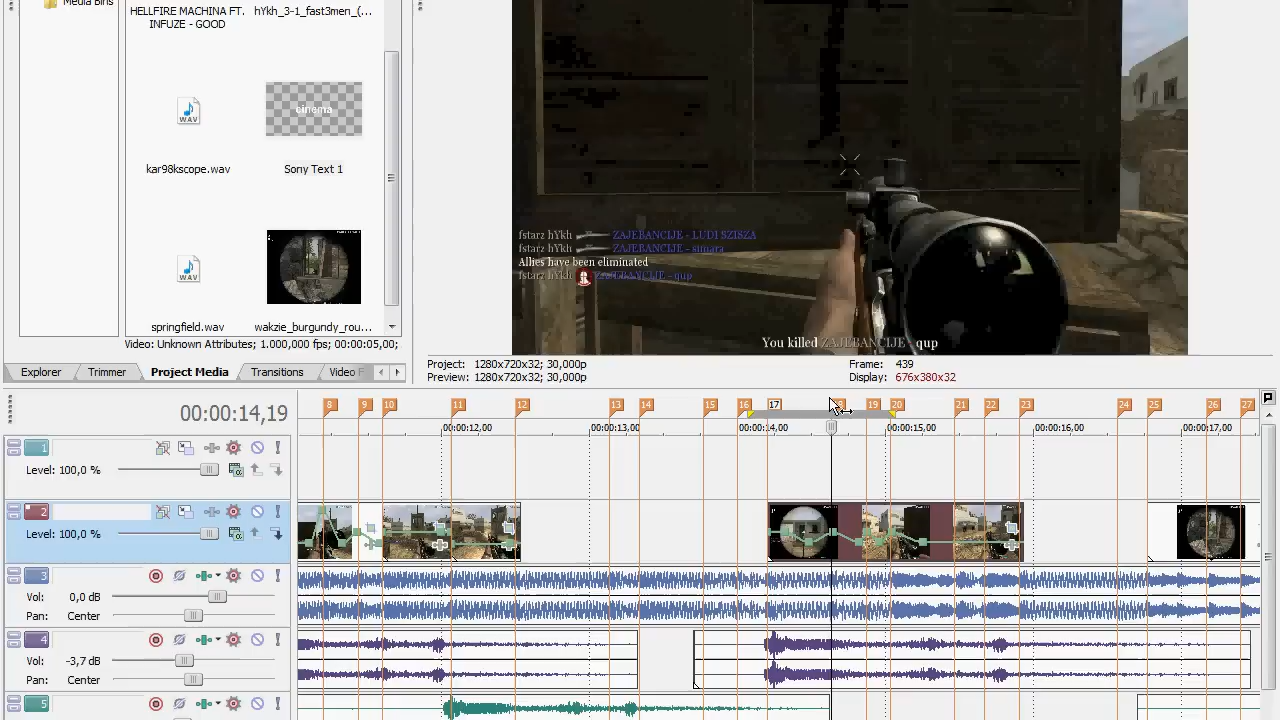 Media Bins
HELLFIRE MACHINA FT. INFUZE - GOOD
hYkh_3-1_fast3men_(...
cinema
WAV
kar98kscope.wav
Sony Text 1
WAV
springfield.wav
wakzie_burgundy_rou...
Video: Unknown Attributes; 1.000,000 fps; 00:00:05,00;
Explorer
Trimmer
Project Media
Transitions
Video F
fstarz hYkh ZAJEBANCIJE - LUDI SZISZA
fstarz hYkh ZAJEBANCIJE - simara
Allies have been eliminated
fstarz hYkh ZAJEBANCIJE - qup
You killed ZAJEBANCIJE - qup
Project: 1280x720x32; 30,000p
Preview: 1280x720x32; 30,000p
Frame: 439
Display: 676x380x32
00:00:14,19
8 9 10 11 12 13 14 15 16 17 18 19 20 21 22 23 24 25 26 27
00:00:12,00 00:00:13,00 00:00:14,00 00:00:15,00 00:00:16,00 00:00:17,00
1
Level: 100,0 %
2
Level: 100,0 %
3
Vol: 0,0 dB
Pan: Center
4
Vol: -3,7 dB
Pan: Center
5